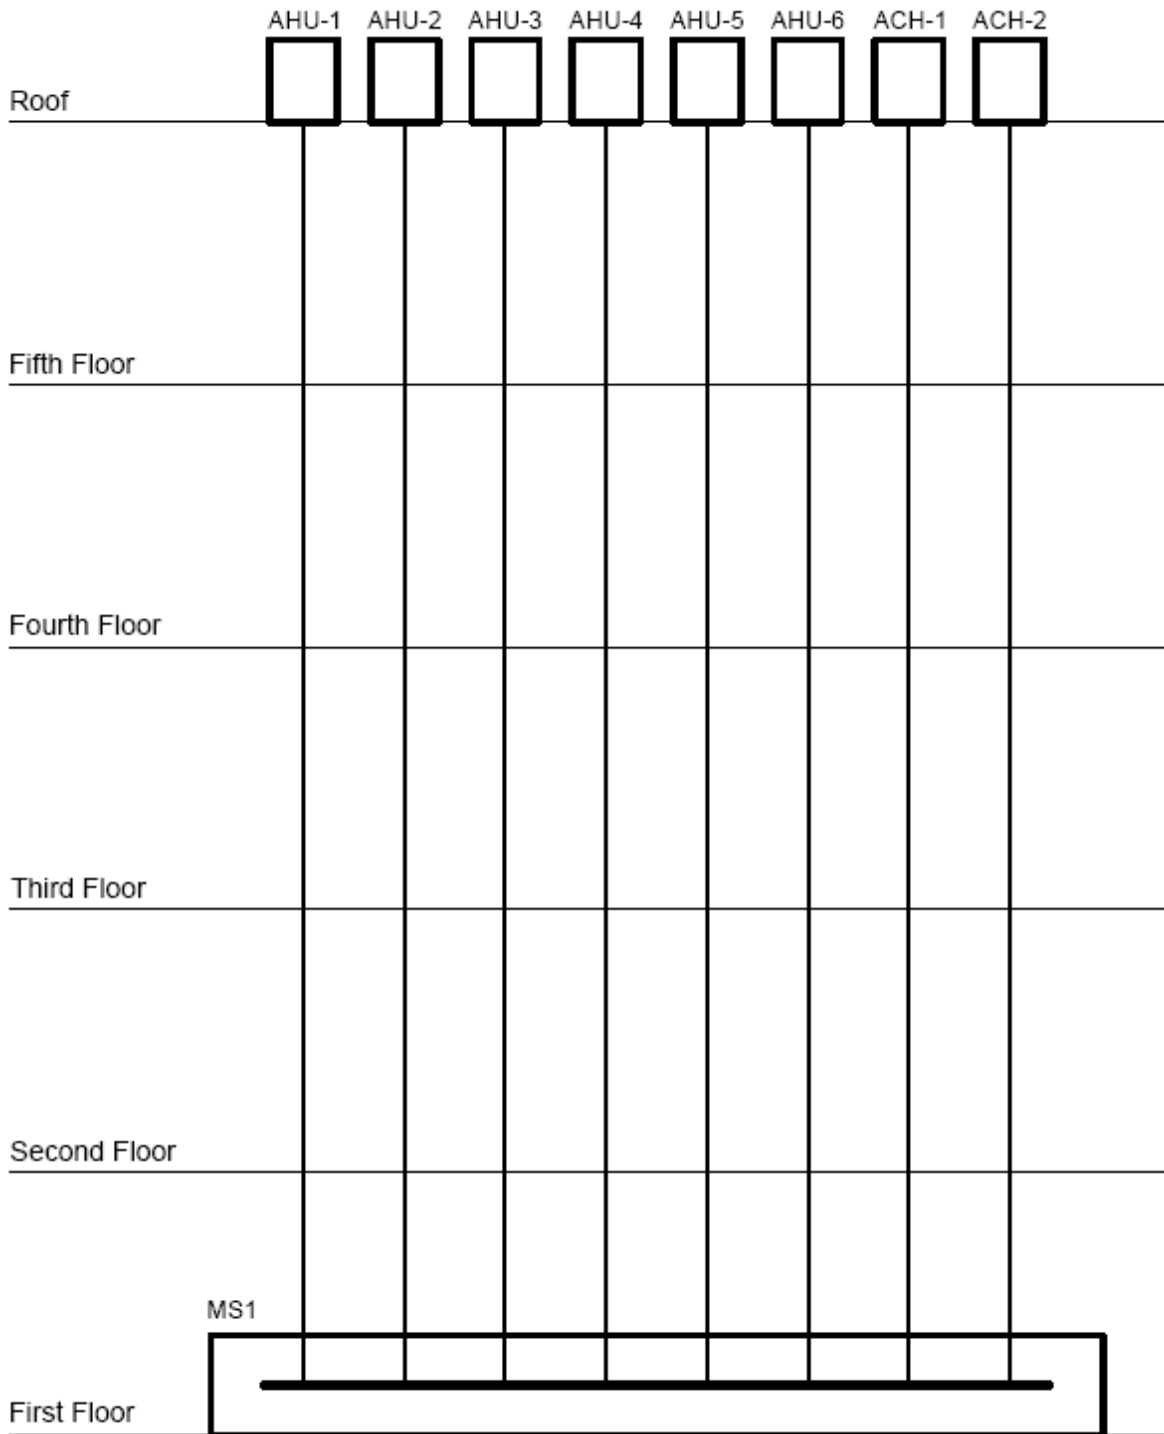 AHU-1 AHU-2 AHU-3 AHU-4 AHU-5 AHU-6 ACH-1 ACH-2
Roof
Fifth Floor
Fourth Floor
Third Floor
Second Floor
MS1
First Floor